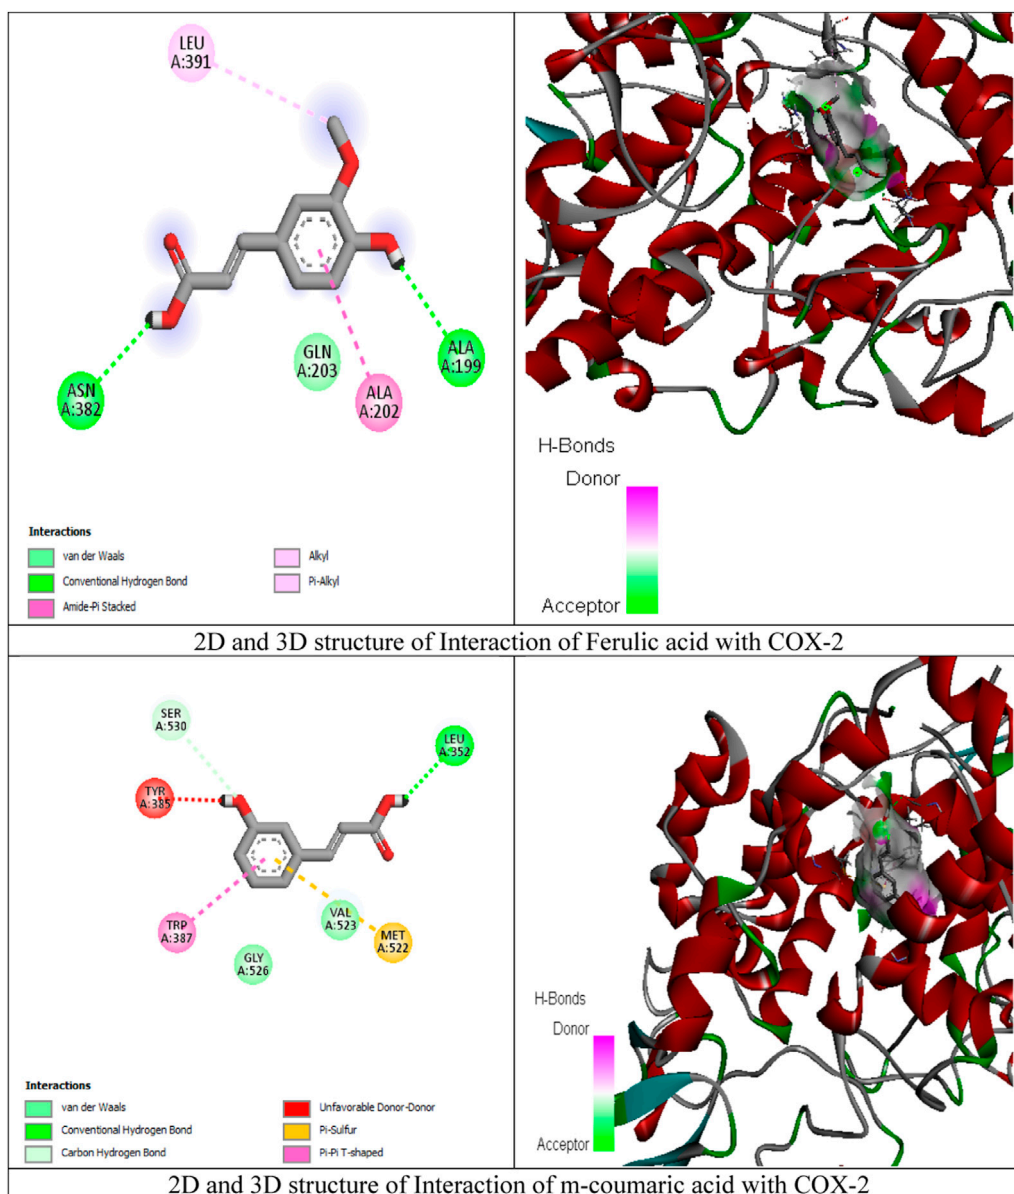 LEU
A:391
ASN
A:382
GLN
A:203
ALA
A:202
ALA
A:199
Interactions
van der Waals
Conventional Hydrogen Bond
Amide-Pi Stacked
Alkyl
Pi-Alkyl
H-Bonds
Donor
Acceptor
2D and 3D structure of Interaction of Ferulic acid with COX-2
SER
A:530
TYR
A:385
LEU
A:352
TRP
A:387
GLY
A:526
VAL
A:523
MET
A:522
Interactions
van der Waals
Conventional Hydrogen Bond
Carbon Hydrogen Bond
Unfavorable Donor-Donor
Pi-Sulfur
Pi-Pi T-shaped
H-Bonds
Donor
Acceptor
2D and 3D structure of Interaction of m-coumaric acid with COX-2